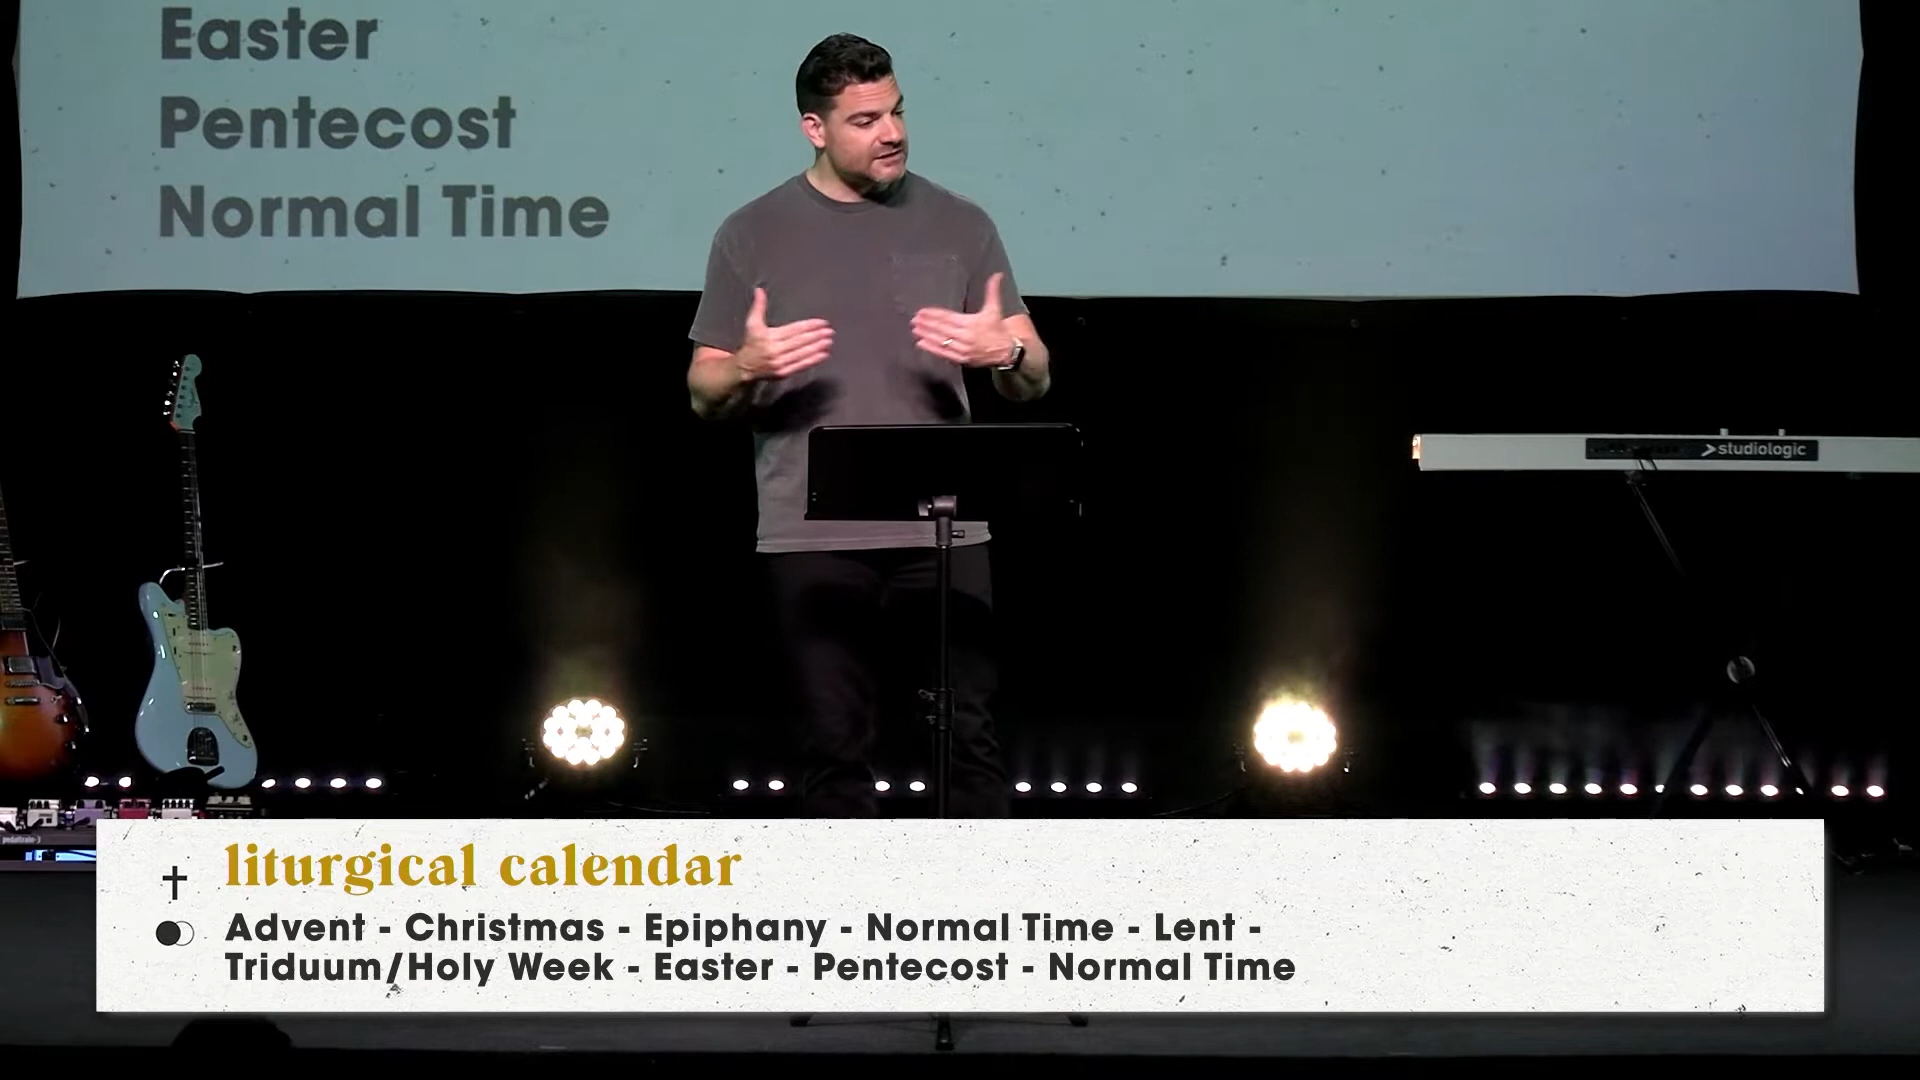 Easter
Pentecost
Normal Time
studiologic
liturgical calendar
Advent - Christmas - Epiphany - Normal Time - Lent -
Triduum/Holy Week - Easter - Pentecost - Normal Time